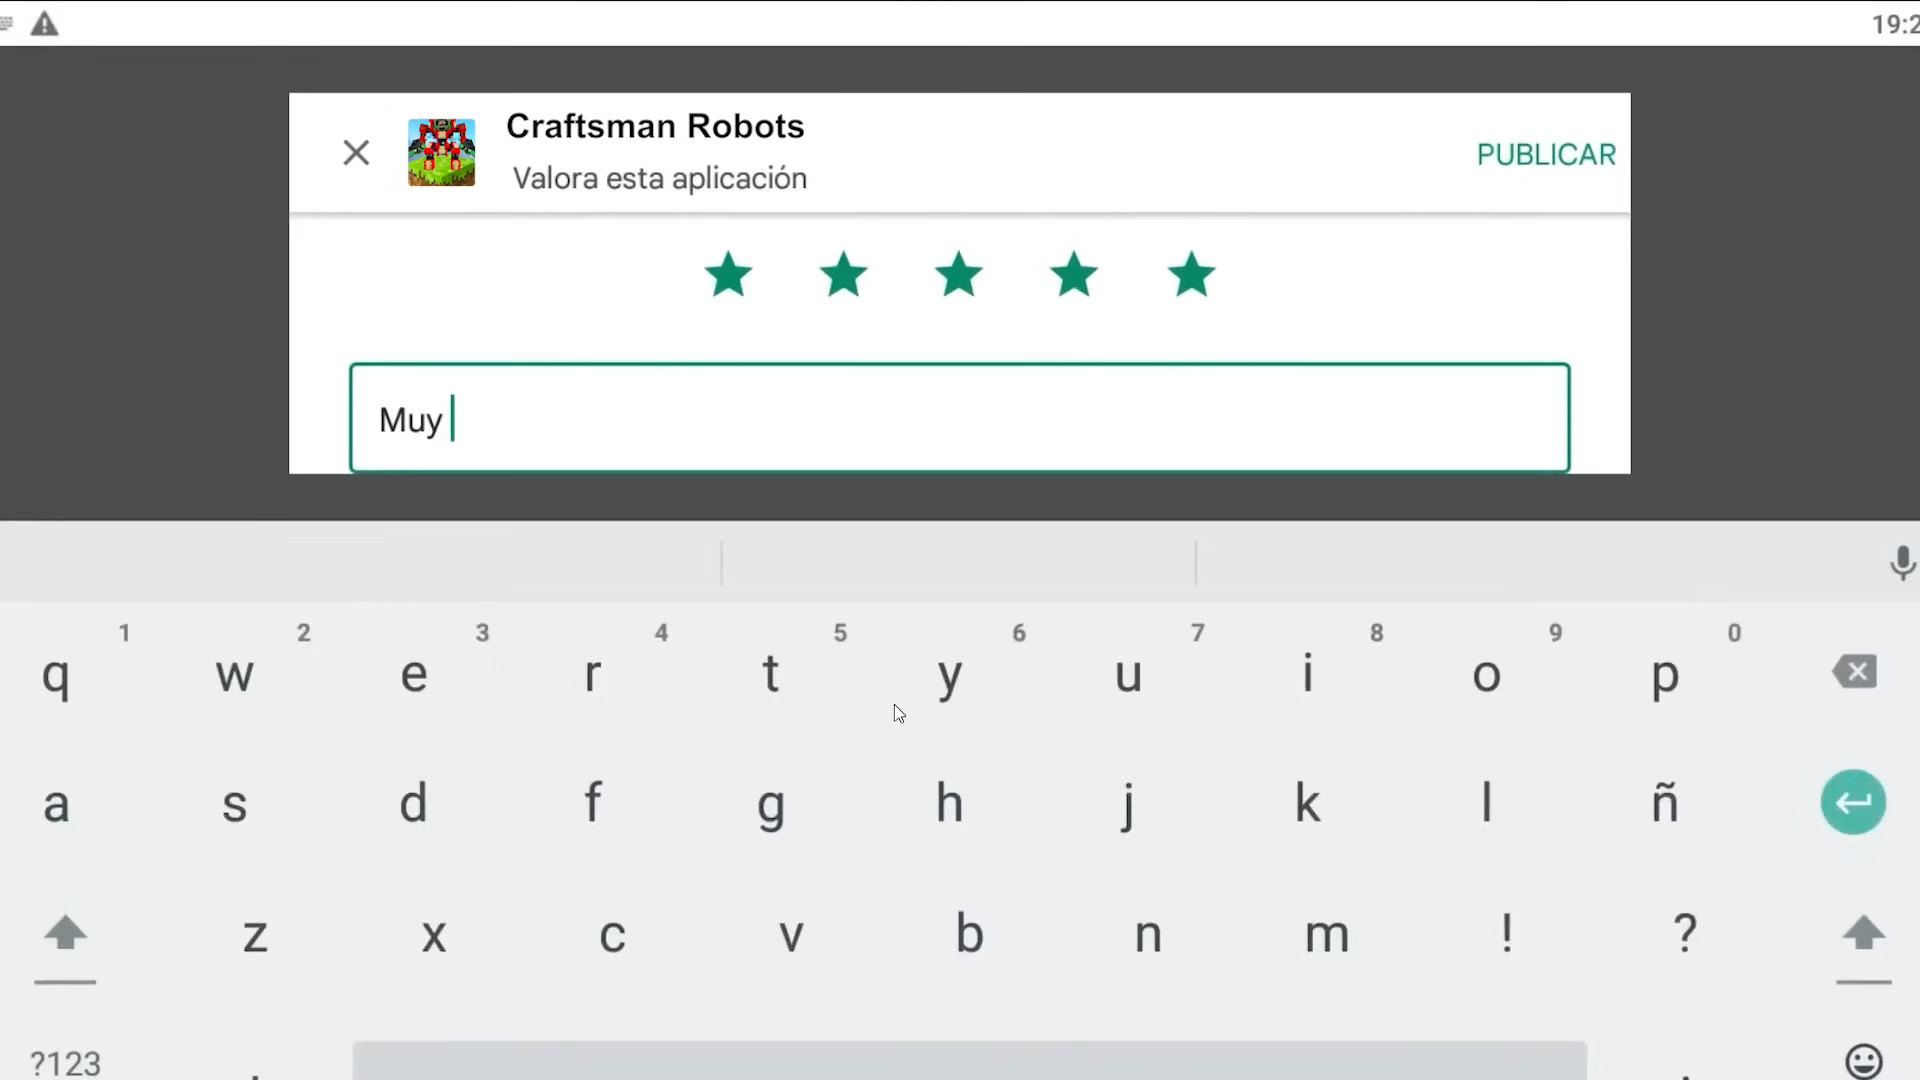 19:2
Craftsman Robots
Valora esta aplicación
PUBLICAR
Muy
1 2 3 4 5 6 7 8 9 0
q w e r t y u i o p
a s d f g h j k l ñ
z x c v b n m ! ?
?123